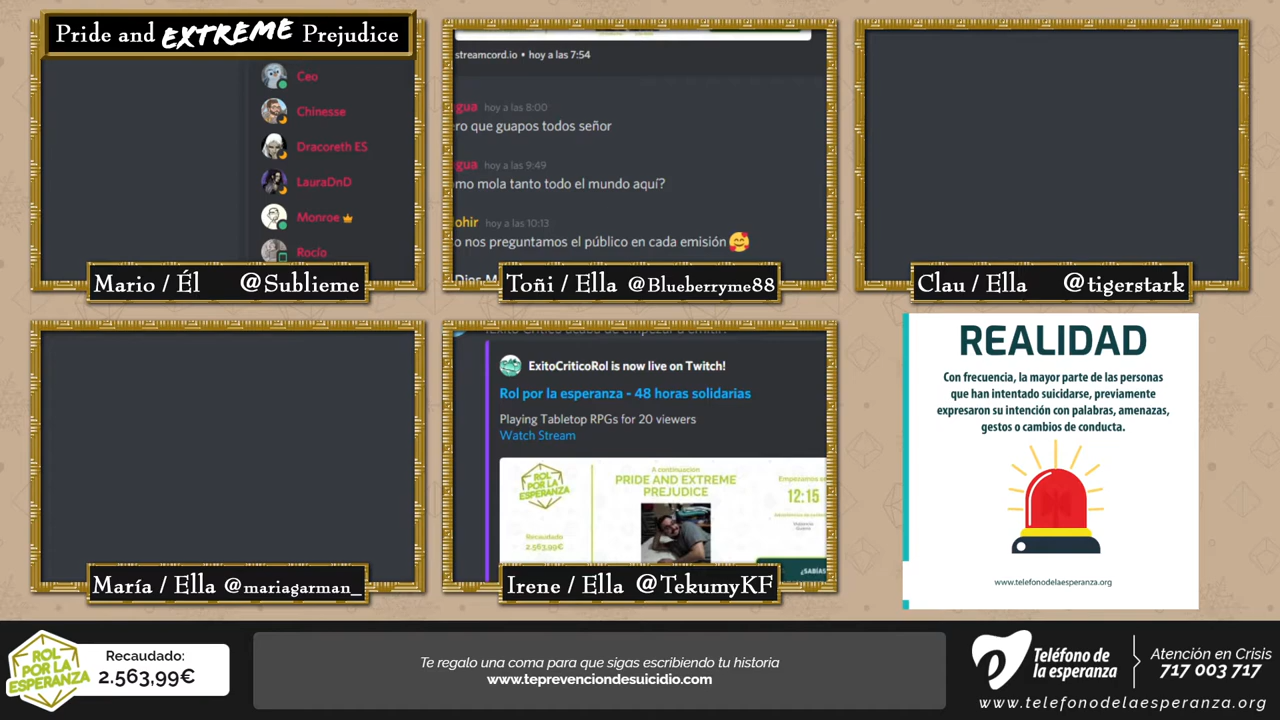 Pride and EXTREME Prejudice
Ceo
Chinesse
Dracoreth ES
LauraDnD
Monroe
Rocío
Mario / Él @Sublieme
streamcord.io • hoy a las 7:54
gua hoy a las 8:00
ro que guapos todos señor
gua hoy a las 9:49
mo mola tanto todo el mundo aquí?
ohir hoy a las 10:13
o nos preguntamos el público en cada emisión
Toñi / Ella @Blueberryme88
Clau / Ella @tigerstark
María / Ella @mariagarman_
ExitoCriticoRol is now live on Twitch!
Rol por la esperanza - 48 horas solidarias
Playing Tabletop RPGs for 20 viewers
Watch Stream
ROL POR LA ESPERANZA
A continuacion
PRIDE AND EXTREME
PREJUDICE
Empezamos
12:15
Recaudado
2.563,99€
¿SABÍAS
Irene / Ella @TekumyKF
REALIDAD
Con frecuencia, la mayor parte de las personas
que han intentado suicidarse, previamente
expresaron su intención con palabras, amenazas,
gestos o cambios de conducta.
www.telefonodelaesperanza.org
ROL
POR LA
ESPERANZA
Recaudado:
2.563,99€
Te regalo una coma para que sigas escribiendo tu historia
www.teprevenciondesuicidio.com
Teléfono de
la esperanza
Atención en Crisis
717 003 717
www.telefonodelaesperanza.org